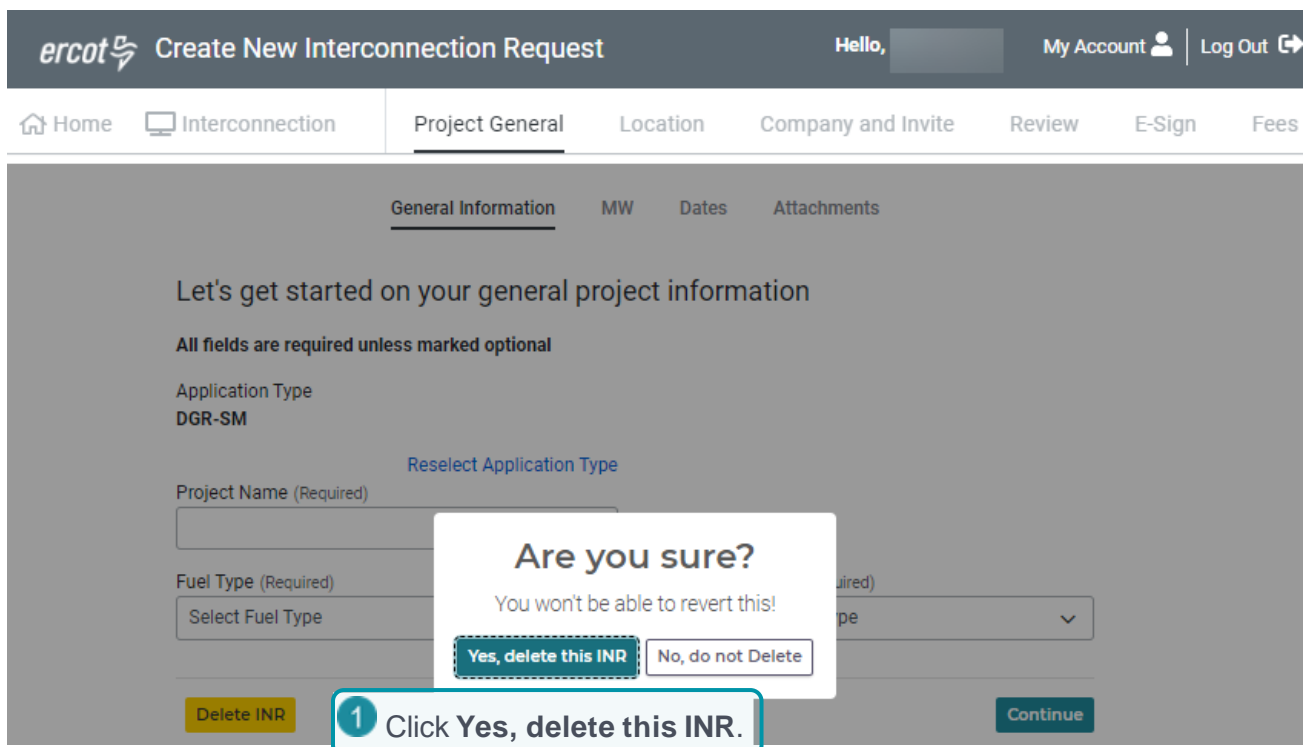 ercot Create New Interconnection Request Hello, My Account Log Out
Home Interconnection Project General Location Company and Invite Review E-Sign Fees
General Information MW Dates Attachments
Let's get started on your general project information
All fields are required unless marked optional
Application Type
DGR-SM
Reselect Application Type
Project Name (Required)
Are you sure?
Fuel Type (Required) uired)
You won't be able to revert this!
Select Fuel Type pe
Yes, delete this INR No, do not Delete
Delete INR Continue
1 Click Yes, delete this INR.